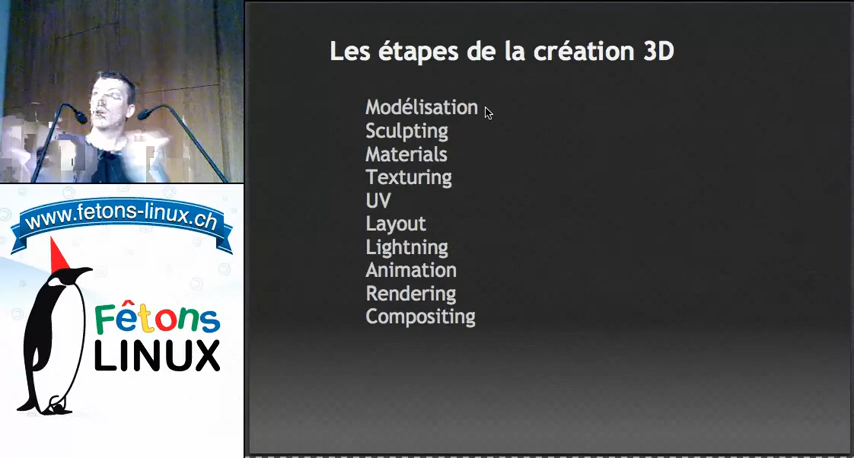 Les étapes de la création 3D
Modélisation
Sculpting
Materials
Texturing
UV
Layout
Lightning
Animation
Rendering
Compositing
www.fetons-linux.ch
Fêtons
LINUX